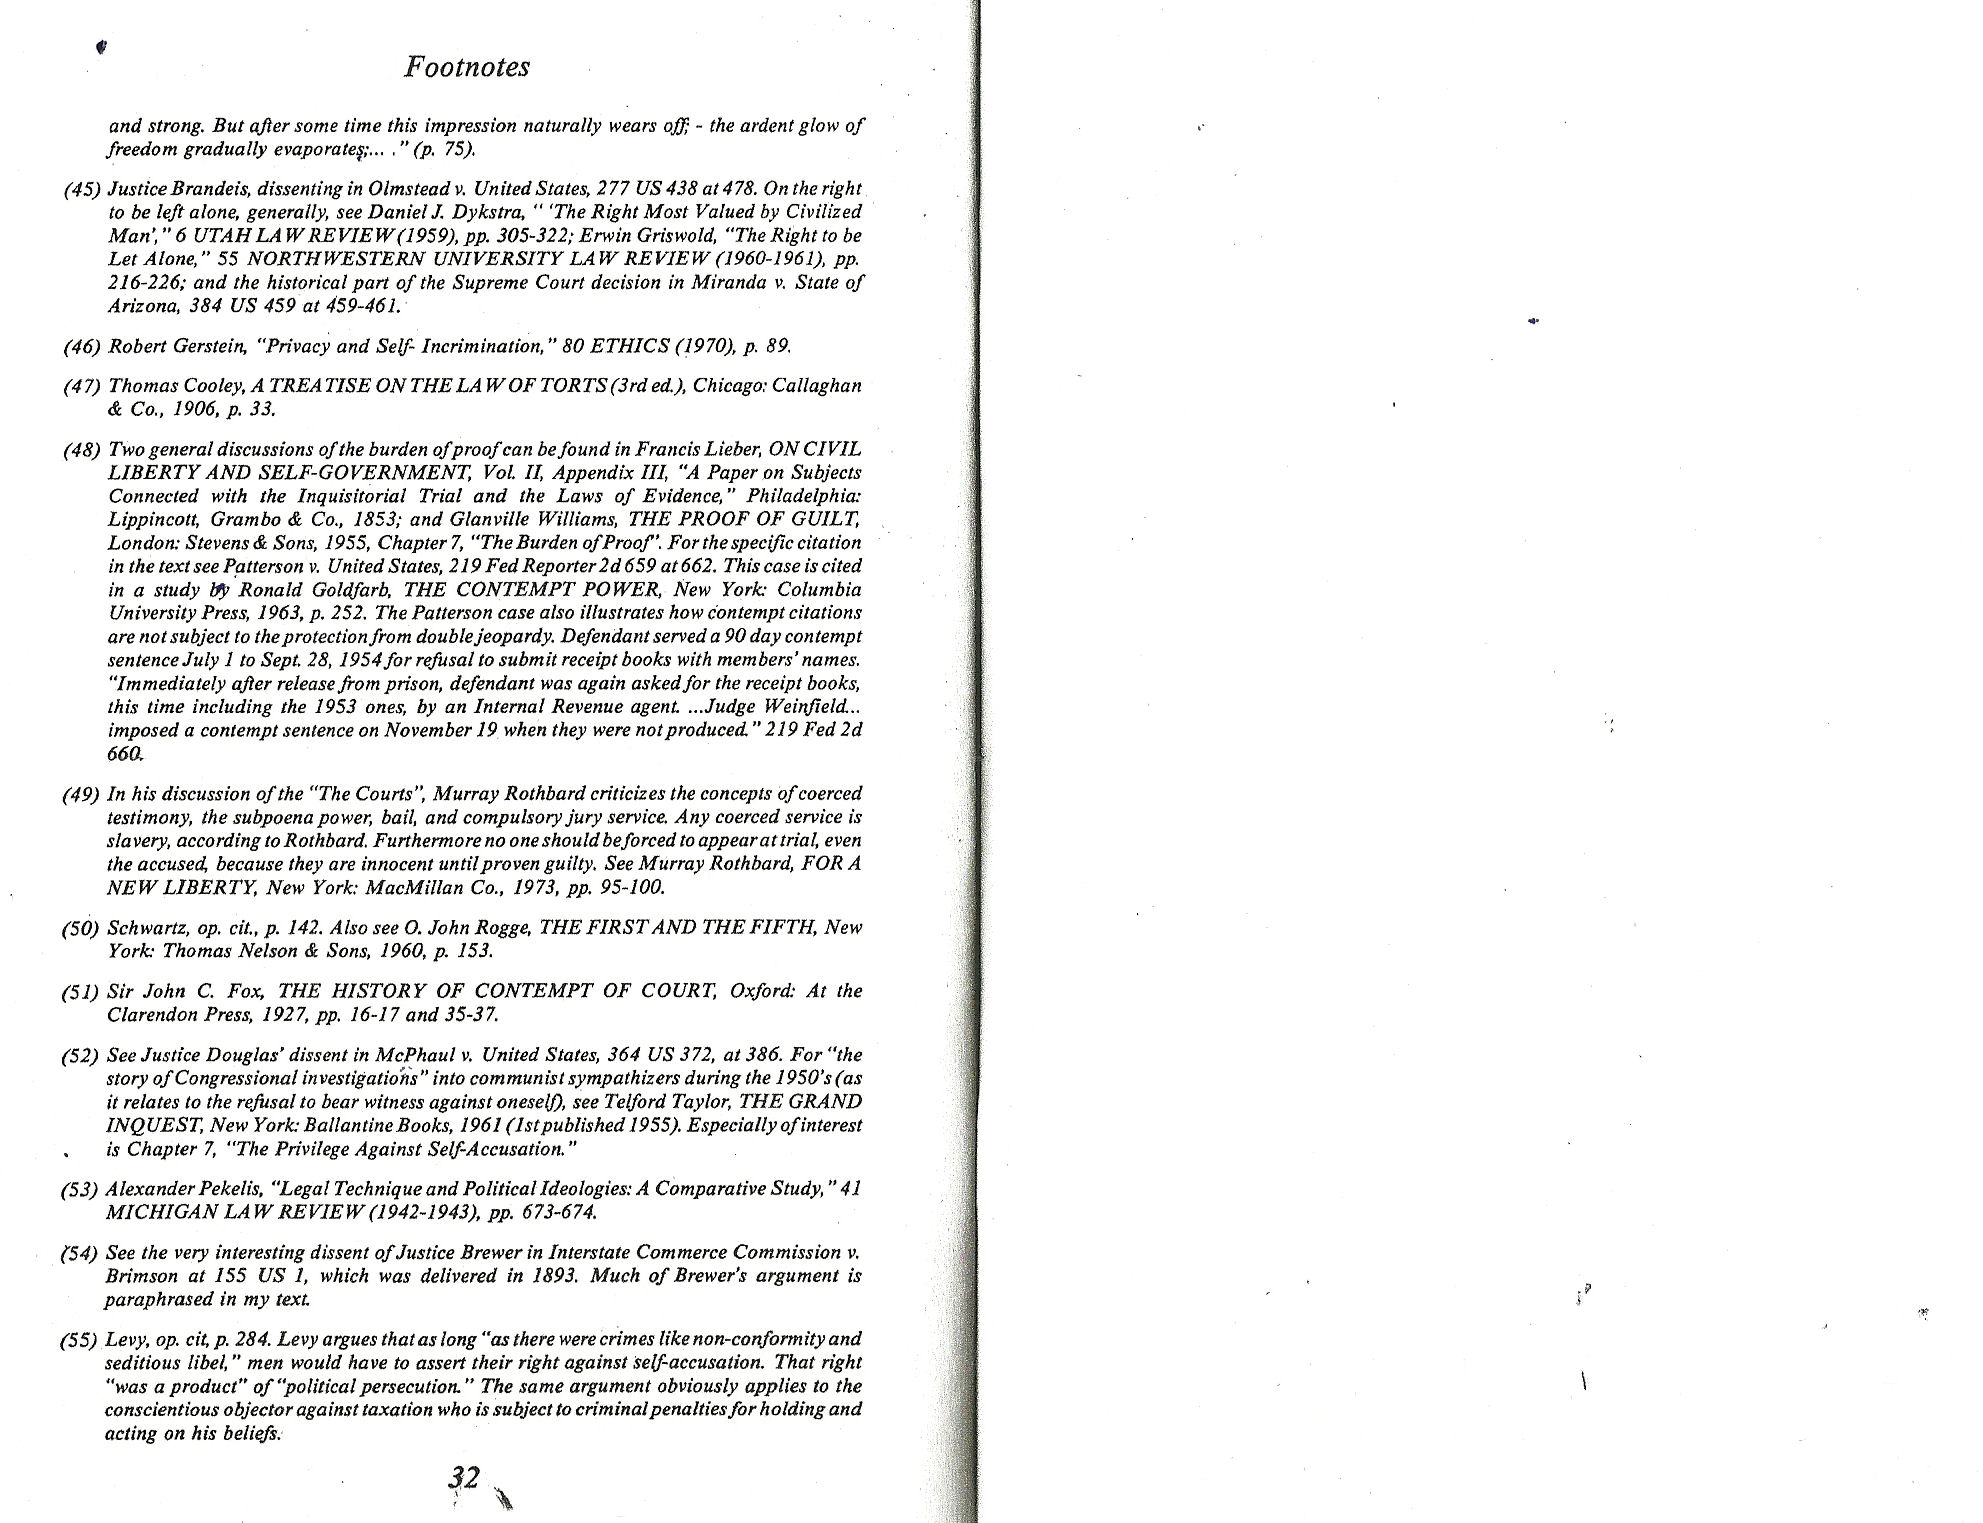 Footnotes
and strong. But after some time this impression naturally wears off; - the ardent glow of
freedom gradually evaporates;... ." (p. 75).
(45) Justice Brandeis, dissenting in Olmstead v. United States, 277 US 438 at 478. On the right
to be left alone, generally, see Daniel J. Dykstra, " 'The Right Most Valued by Civilized
Man'," 6 UTAH LAW REVIEW (1959), pp. 305-322; Erwin Griswold, "The Right to be
Let Alone," 55 NORTHWESTERN UNIVERSITY LAW REVIEW (1960-1961), pp.
216-226; and the historical part of the Supreme Court decision in Miranda v. State of
Arizona, 384 US 459 at 459-461.
(46) Robert Gerstein, "Privacy and Self- Incrimination," 80 ETHICS (1970), p. 89.
(47) Thomas Cooley, A TREATISE ON THE LAW OF TORTS (3rd ed.), Chicago: Callaghan
& Co., 1906, p. 33.
(48) Two general discussions of the burden of proof can be found in Francis Lieber, ON CIVIL
LIBERTY AND SELF-GOVERNMENT, Vol. II, Appendix III, "A Paper on Subjects
Connected with the Inquisitorial Trial and the Laws of Evidence," Philadelphia:
Lippincott, Grambo & Co., 1853; and Glanville Williams, THE PROOF OF GUILT,
London: Stevens & Sons, 1955, Chapter 7, "The Burden of Proof". For the specific citation
in the text see Patterson v. United States, 219 Fed Reporter 2d 659 at 662. This case is cited
in a study by Ronald Goldfarb, THE CONTEMPT POWER, New York: Columbia
University Press, 1963, p. 252. The Patterson case also illustrates how contempt citations
are not subject to the protection from double jeopardy. Defendant served a 90 day contempt
sentence July 1 to Sept. 28, 1954 for refusal to submit receipt books with members' names.
"Immediately after release from prison, defendant was again asked for the receipt books,
this time including the 1953 ones, by an Internal Revenue agent. ...Judge Weinfield...
imposed a contempt sentence on November 19 when they were not produced." 219 Fed 2d
660.
(49) In his discussion of the "The Courts", Murray Rothbard criticizes the concepts of coerced
testimony, the subpoena power, bail, and compulsory jury service. Any coerced service is
slavery, according to Rothbard. Furthermore no one should be forced to appear at trial, even
the accused, because they are innocent until proven guilty. See Murray Rothbard, FOR A
NEW LIBERTY, New York: MacMillan Co., 1973, pp. 95-100.
(50) Schwartz, op. cit., p. 142. Also see O. John Rogge, THE FIRST AND THE FIFTH, New
York: Thomas Nelson & Sons, 1960, p. 153.
(51) Sir John C. Fox, THE HISTORY OF CONTEMPT OF COURT, Oxford: At the
Clarendon Press, 1927, pp. 16-17 and 35-37.
(52) See Justice Douglas' dissent in McPhaul v. United States, 364 US 372, at 386. For "the
story of Congressional investigations" into communist sympathizers during the 1950's (as
it relates to the refusal to bear witness against oneself), see Telford Taylor, THE GRAND
INQUEST, New York: Ballantine Books, 1961 (1st published 1955). Especially of interest
is Chapter 7, "The Privilege Against Self-Accusation."
(53) Alexander Pekelis, "Legal Technique and Political Ideologies: A Comparative Study," 41
MICHIGAN LAW REVIEW (1942-1943), pp. 673-674.
(54) See the very interesting dissent of Justice Brewer in Interstate Commerce Commission v.
Brimson at 155 US 1, which was delivered in 1893. Much of Brewer's argument is
paraphrased in my text.
(55) Levy, op. cit, p. 284. Levy argues that as long "as there were crimes like non-conformity and
seditious libel," men would have to assert their right against self-accusation. That right
"was a product" of "political persecution." The same argument obviously applies to the
conscientious objector against taxation who is subject to criminal penalties for holding and
acting on his beliefs.
32